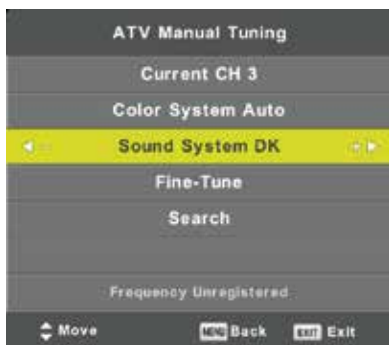 ATV Manual Tuning
Current CH 3
Color System Auto
Sound System DK
Fine-Tune
Search
Frequency Unregistered
Move MENU Back EXIT Exit